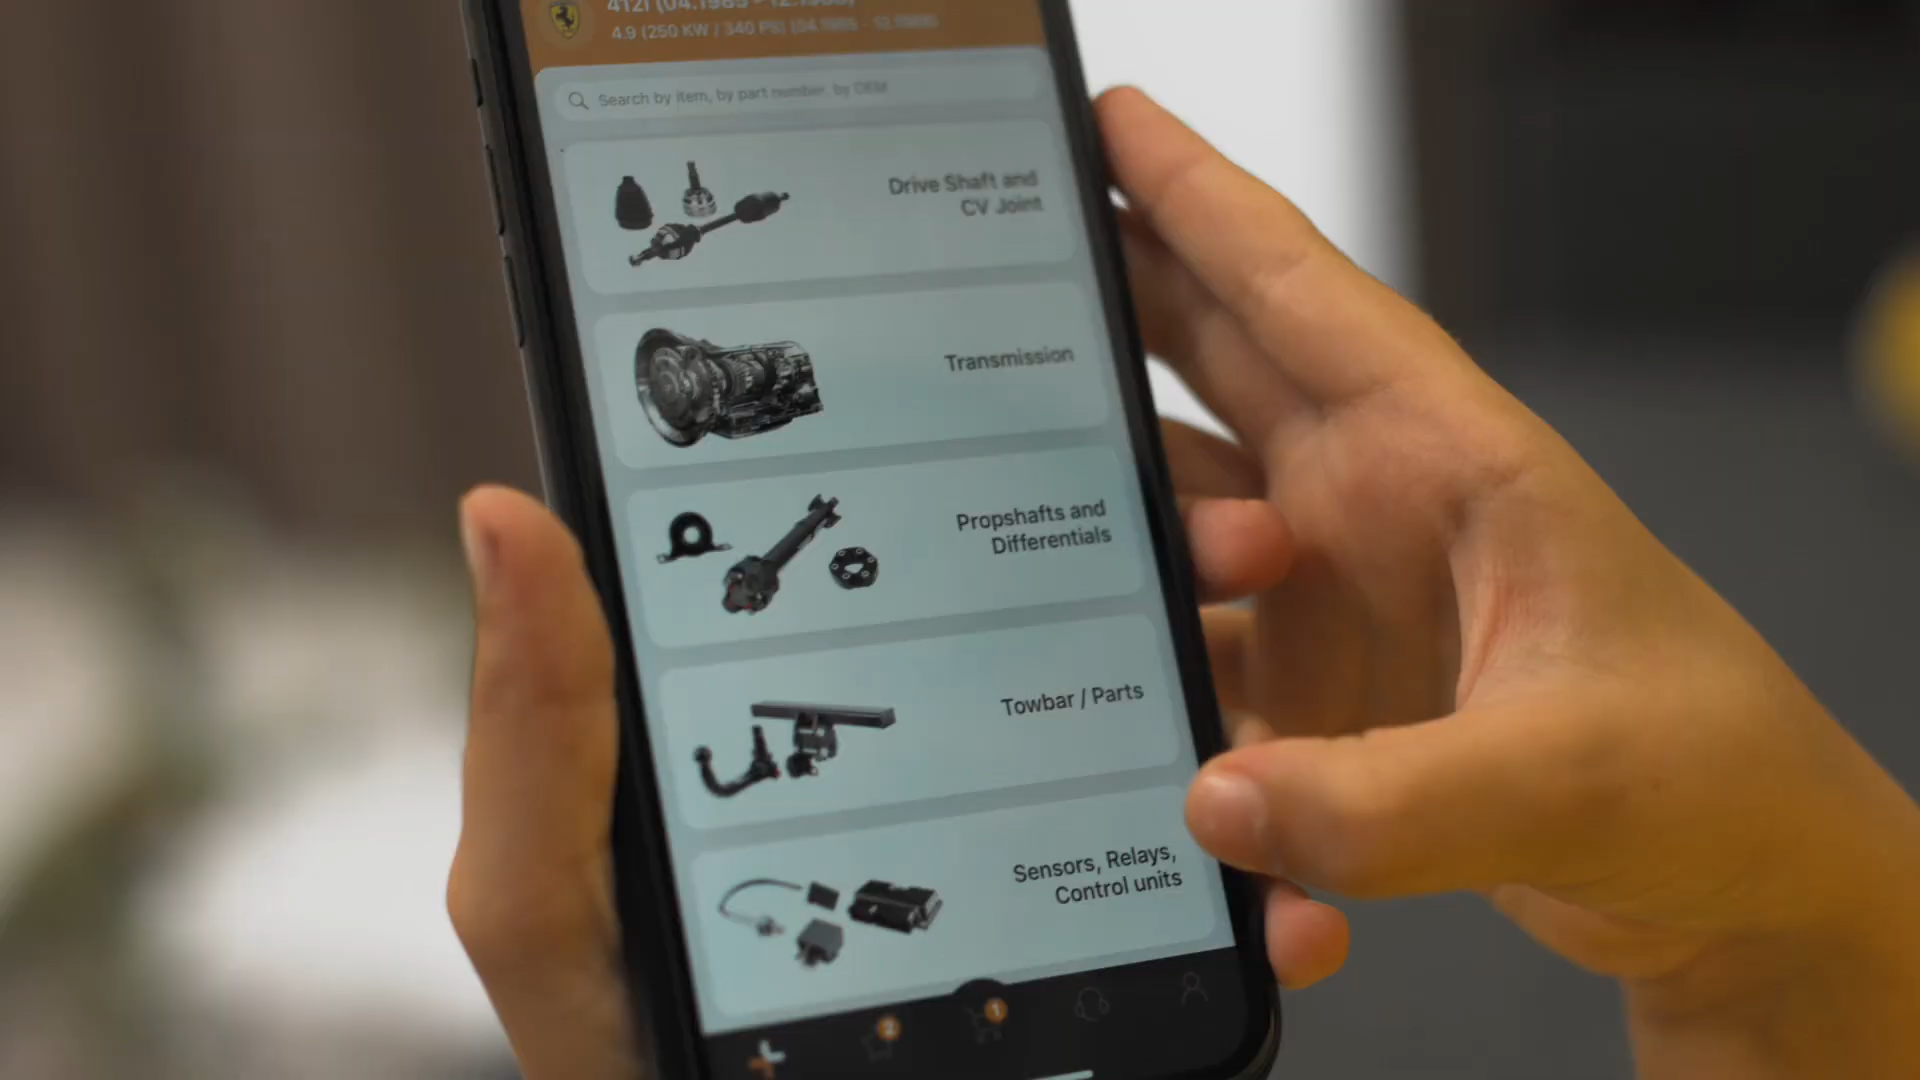 412i (04.1985 - 12.1988)
4.9 (250 KW / 340 PS) (04.1985 - 12.1988)
Search by item, by part number, by OEM
Drive Shaft and
CV Joint
Transmission
Propshafts and
Differentials
Towbar / Parts
Sensors, Relays,
Control units
2
1